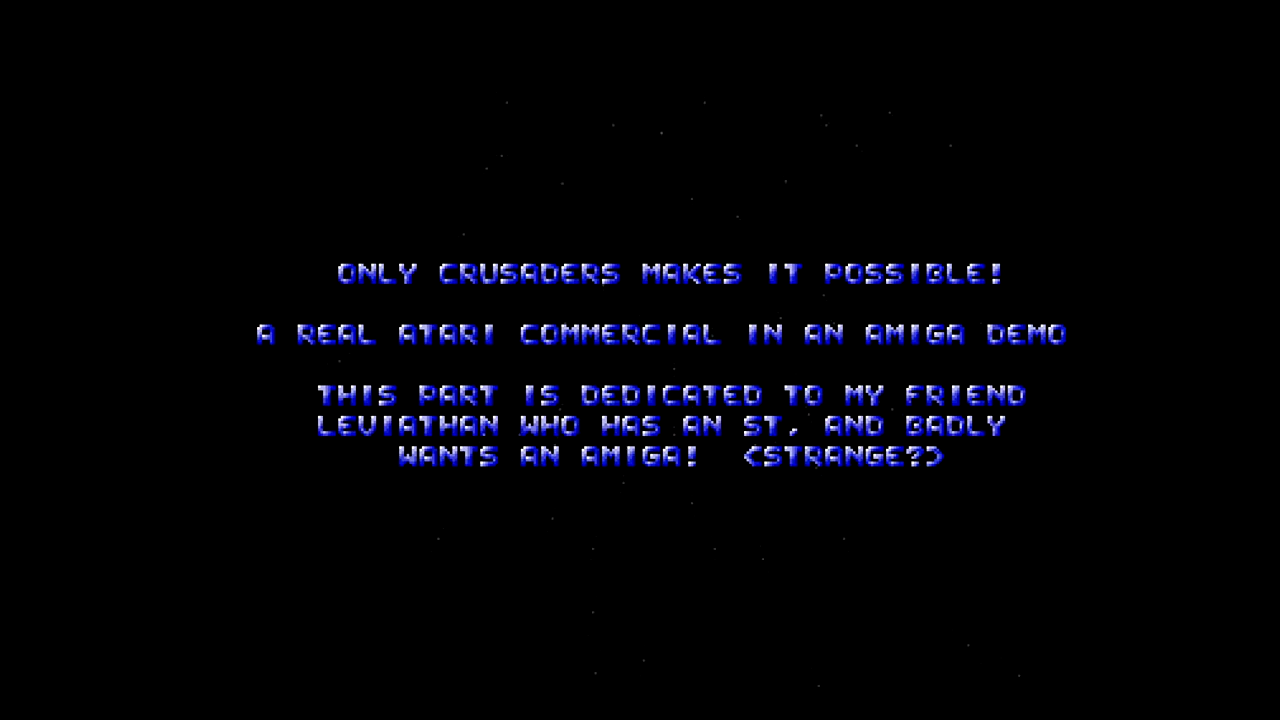 ONLY CRUSADERS MAKES IT POSSIBLE!
A REAL ATARI COMMERCIAL IN AN AMIGA DEMO
THIS PART IS DEDICATED TO MY FRIEND
LEVIATHAN WHO HAS AN ST, AND BADLY
WANTS AN AMIGA! (STRANGE?)